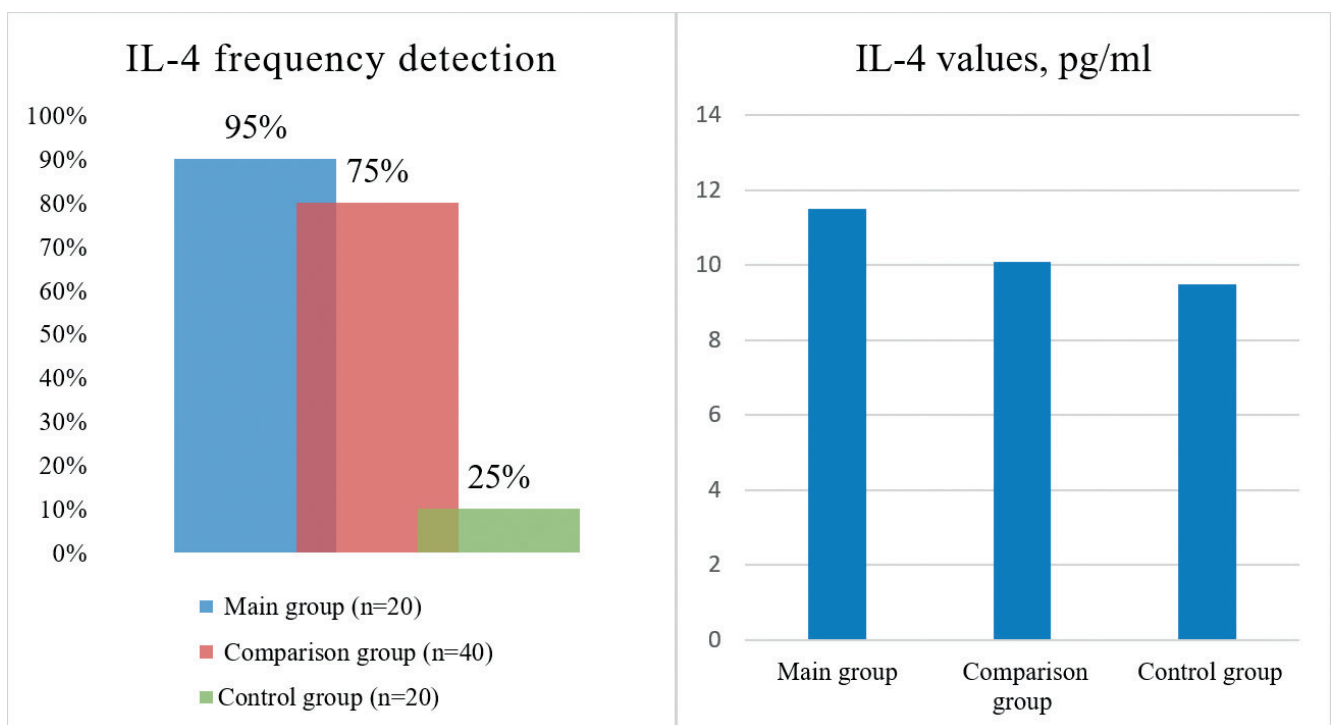 IL-4 frequency detection
100%
90%
80%
70%
60%
50%
40%
30%
20%
10%
0%
95%
75%
25%
Main group (n=20)
Comparison group (n=40)
Control group (n=20)
IL-4 values, pg/ml
14
12
10
8
6
4
2
0
Main group
Comparison
group
Control group